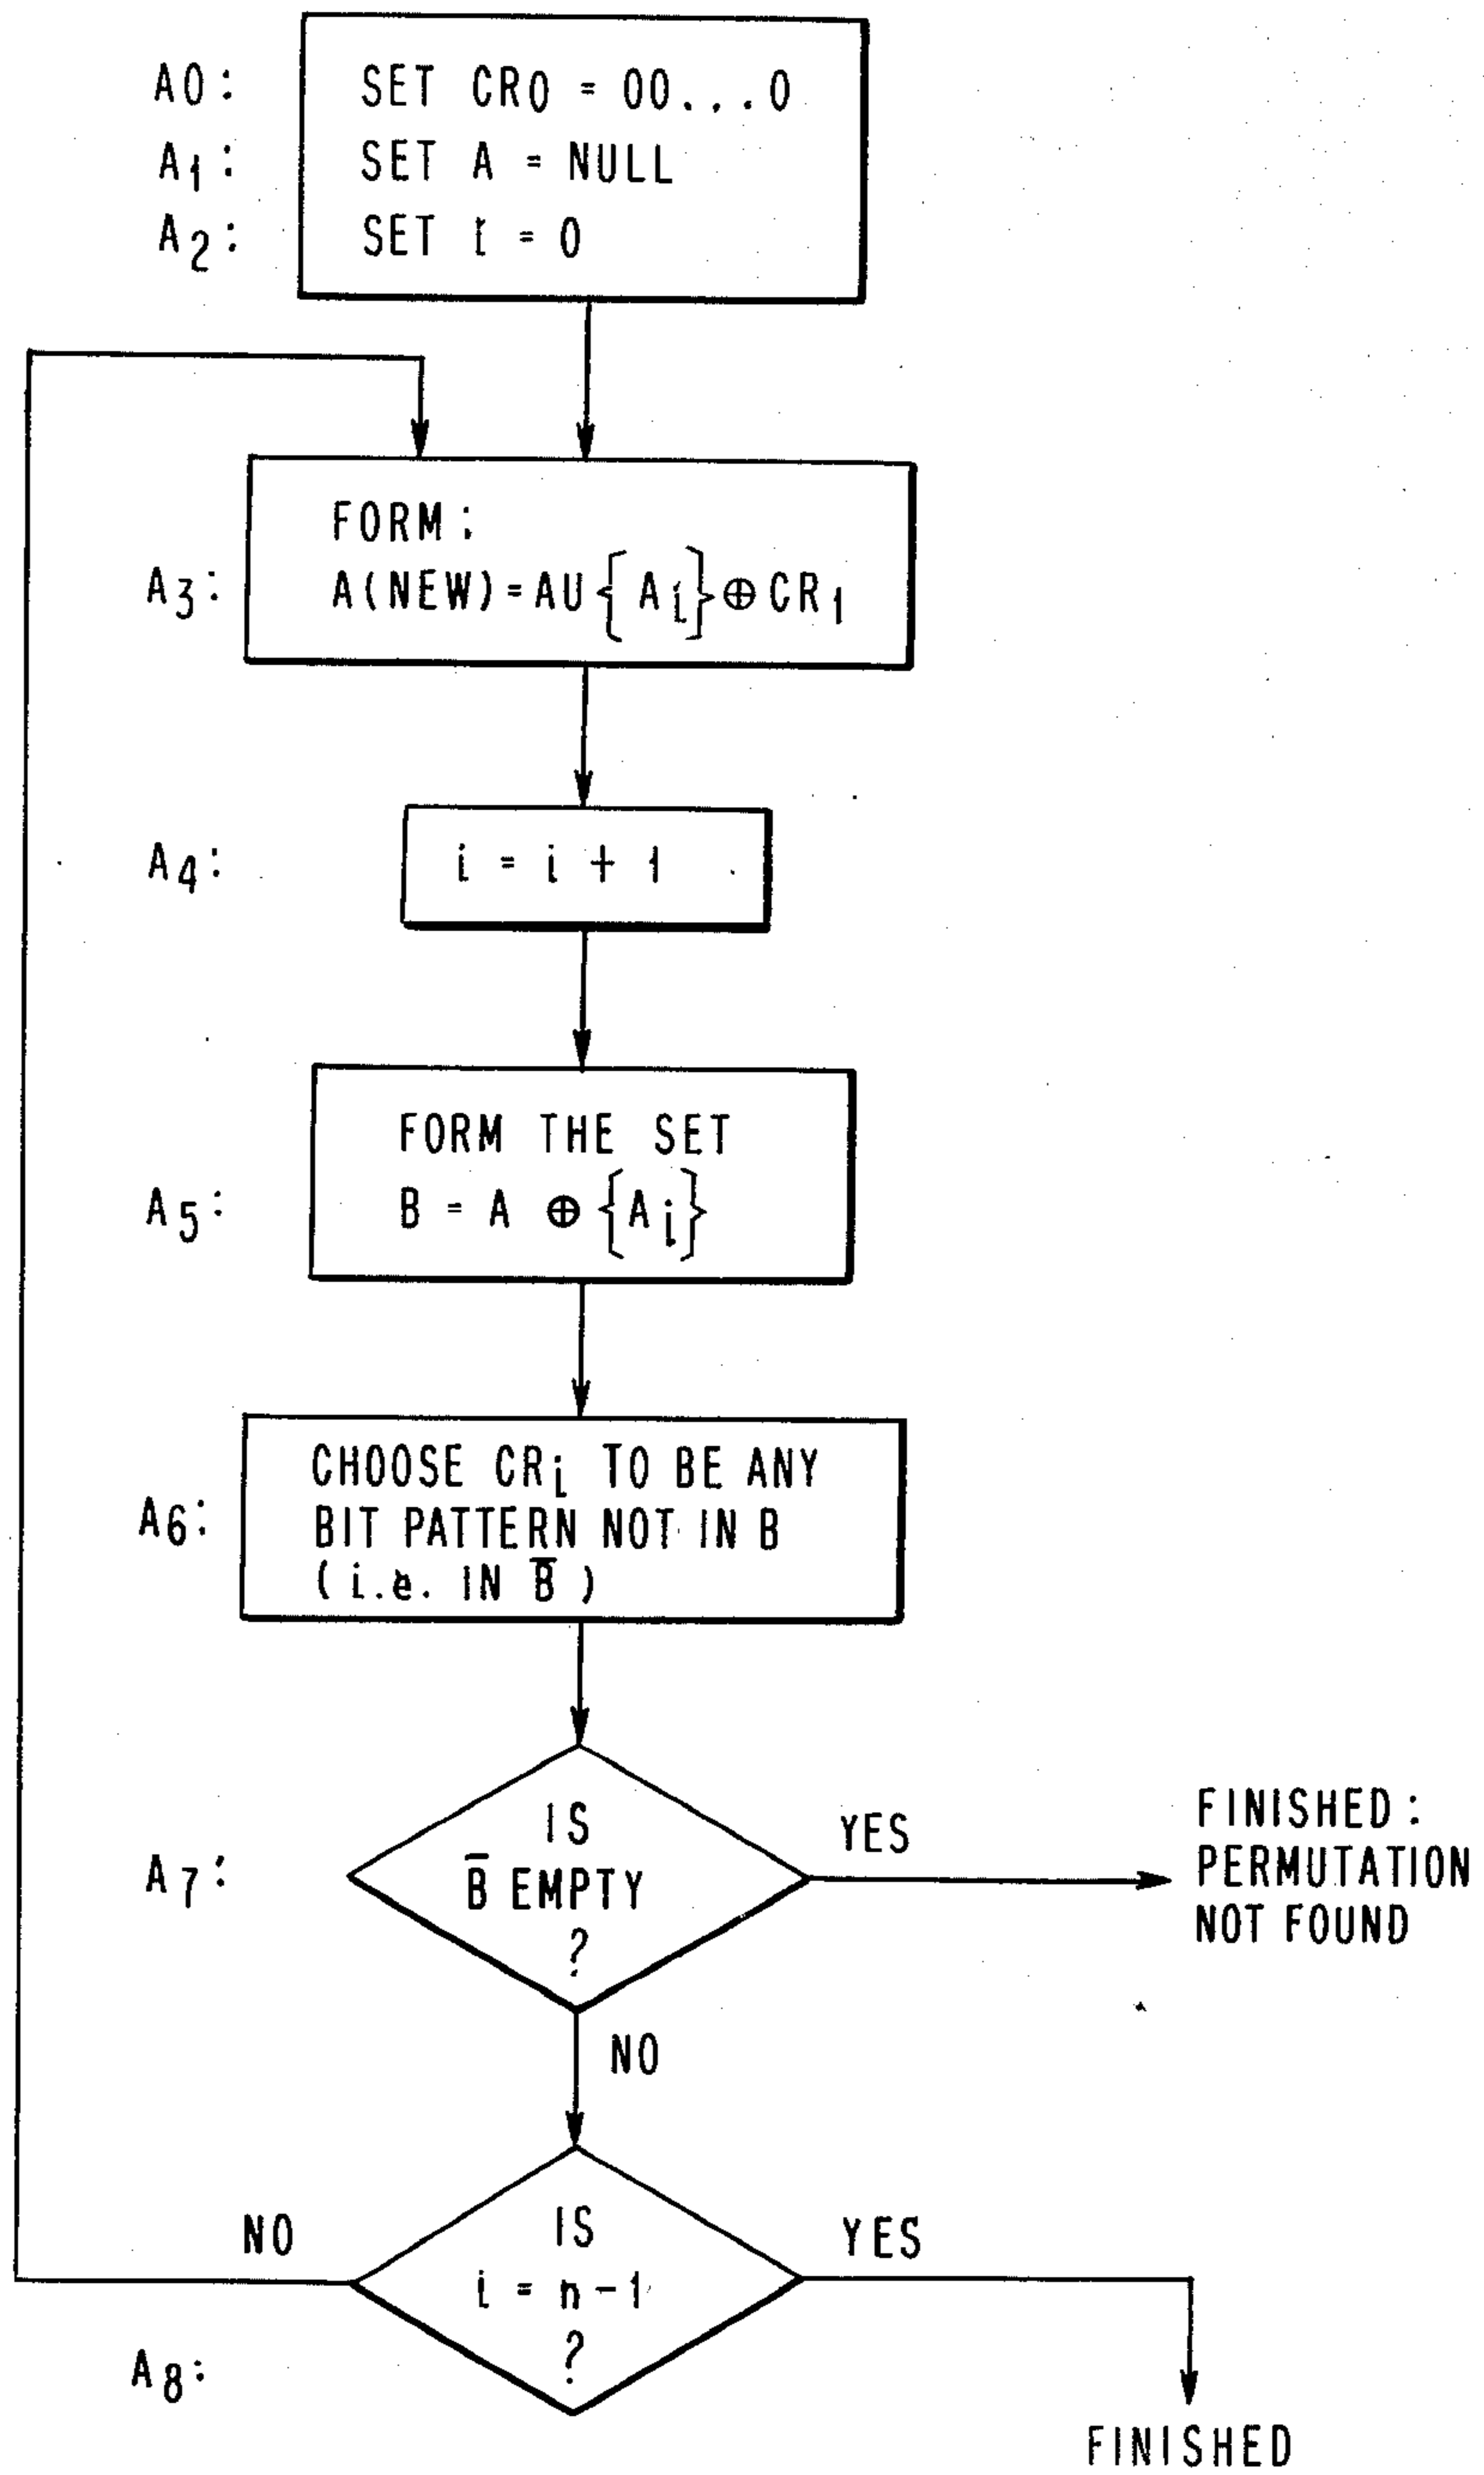 A0: SET CR0 = 00...0
A1: SET A = NULL
A2: SET i = 0
FORM:
A3: A(NEW)=AU{Ai}⊕CR1
A4: i = i + 1
FORM THE SET
A5: B = A ⊕ {Ai}
CHOOSE CRi TO BE ANY
A6: BIT PATTERN NOT IN B
(i.e. IN B̅)
IS
A7: B̅ EMPTY
?
YES
FINISHED:
PERMUTATION
NOT FOUND
NO
IS
i = n-1
?
NO
YES
A8:
FINISHED